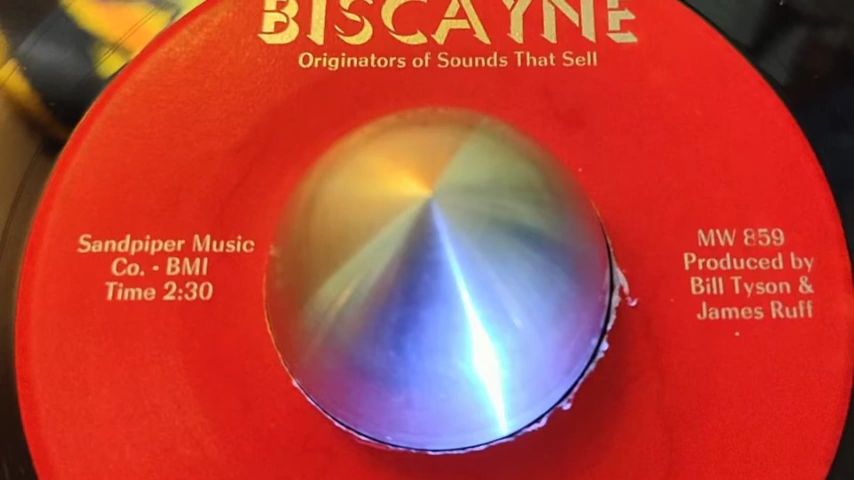 BISCAYNE
Originators of Sounds That Sell
Sandpiper Music
Co. - BMI
Time 2:30
MW 859
Produced by
Bill Tyson &
James Ruff